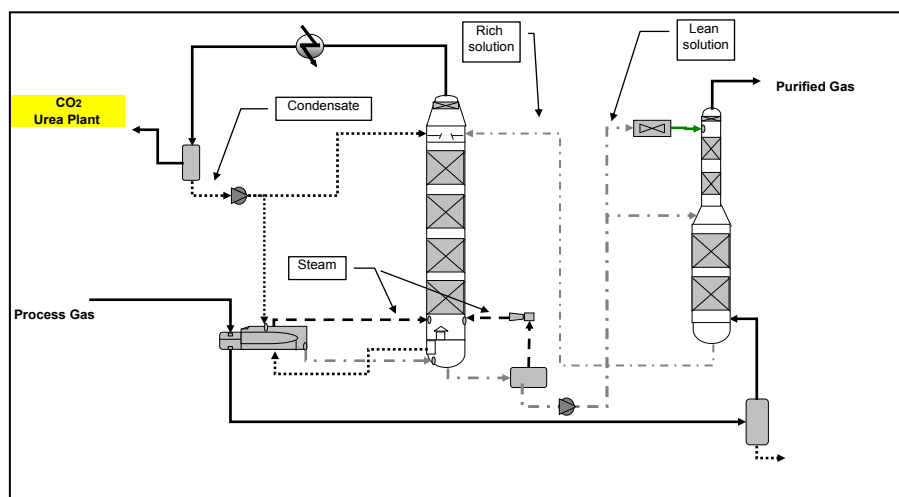 Rich
solution
Lean
solution
CO2
Urea Plant
Condensate
Purified Gas
Steam
Process Gas